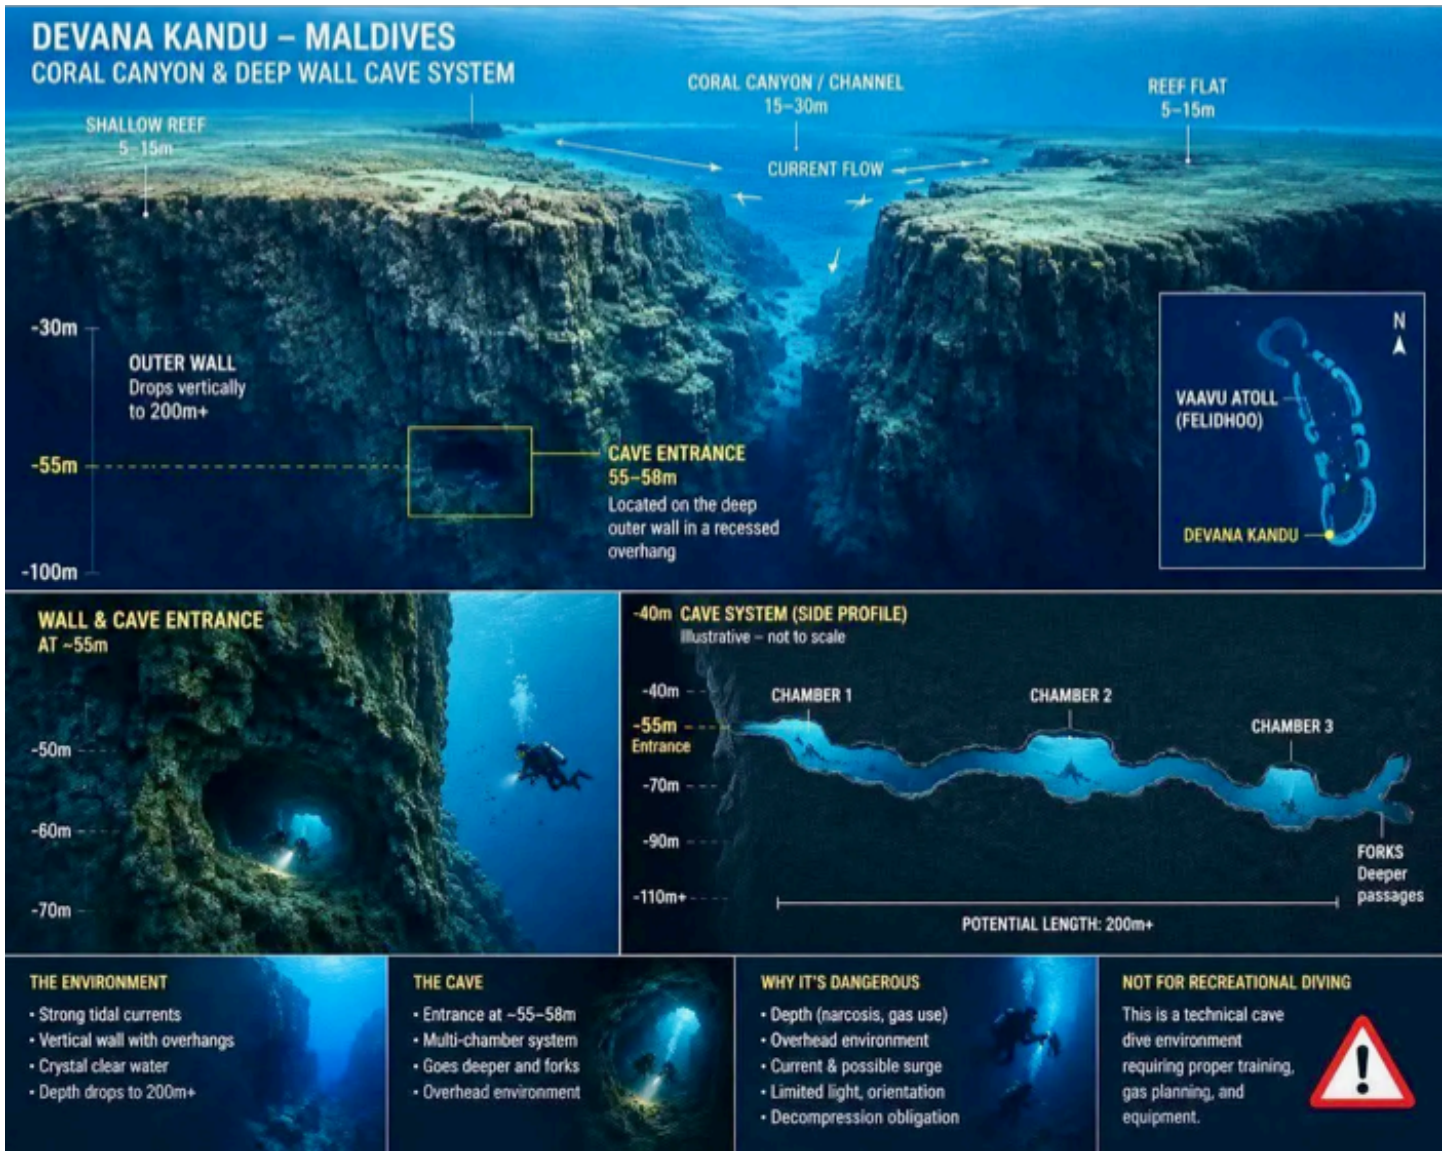 DEVANA KANDU – MALDIVES
CORAL CANYON & DEEP WALL CAVE SYSTEM
SHALLOW REEF
5–15m
CORAL CANYON / CHANNEL
15–30m
CURRENT FLOW
REEF FLAT
5–15m
-30m
OUTER WALL
Drops vertically
to 200m+
-55m
-100m
CAVE ENTRANCE
55–58m
Located on the deep
outer wall in a recessed
overhang
N
VAAVU ATOLL
(FELIDHOO)
DEVANA KANDU
WALL & CAVE ENTRANCE
AT ~55m
-50m
-60m
-70m
-40m CAVE SYSTEM (SIDE PROFILE)
Illustrative – not to scale
-40m
-55m
Entrance
-70m
-90m
-110m+
CHAMBER 1
CHAMBER 2
CHAMBER 3
FORKS
Deeper
passages
POTENTIAL LENGTH: 200m+
THE ENVIRONMENT
• Strong tidal currents
• Vertical wall with overhangs
• Crystal clear water
• Depth drops to 200m+
THE CAVE
• Entrance at ~55–58m
• Multi-chamber system
• Goes deeper and forks
• Overhead environment
WHY IT'S DANGEROUS
• Depth (narcosis, gas use)
• Overhead environment
• Current & possible surge
• Limited light, orientation
• Decompression obligation
NOT FOR RECREATIONAL DIVING
This is a technical cave
dive environment
requiring proper training,
gas planning, and
equipment.
!